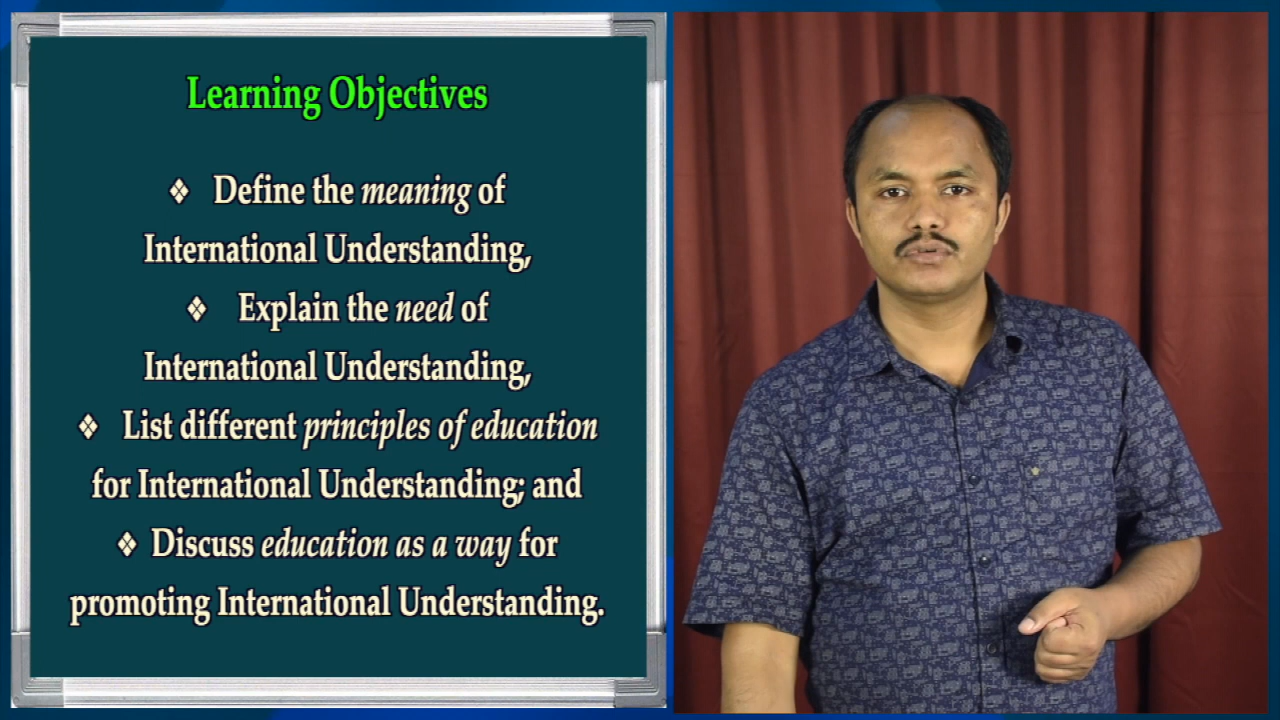 Learning Objectives
❖ Define the meaning of
International Understanding,
❖ Explain the need of
International Understanding,
❖ List different principles of education
for International Understanding; and
❖ Discuss education as a way for
promoting International Understanding.